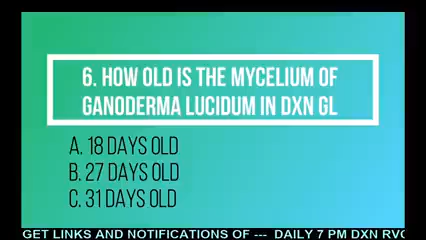 6. HOW OLD IS THE MYCELIUM OF
GANODERMA LUCIDUM IN DXN GL
A. 18 DAYS OLD
B. 27 DAYS OLD
C. 31 DAYS OLD
GET LINKS AND NOTIFICATIONS OF --- DAILY 7 PM DXN RVC